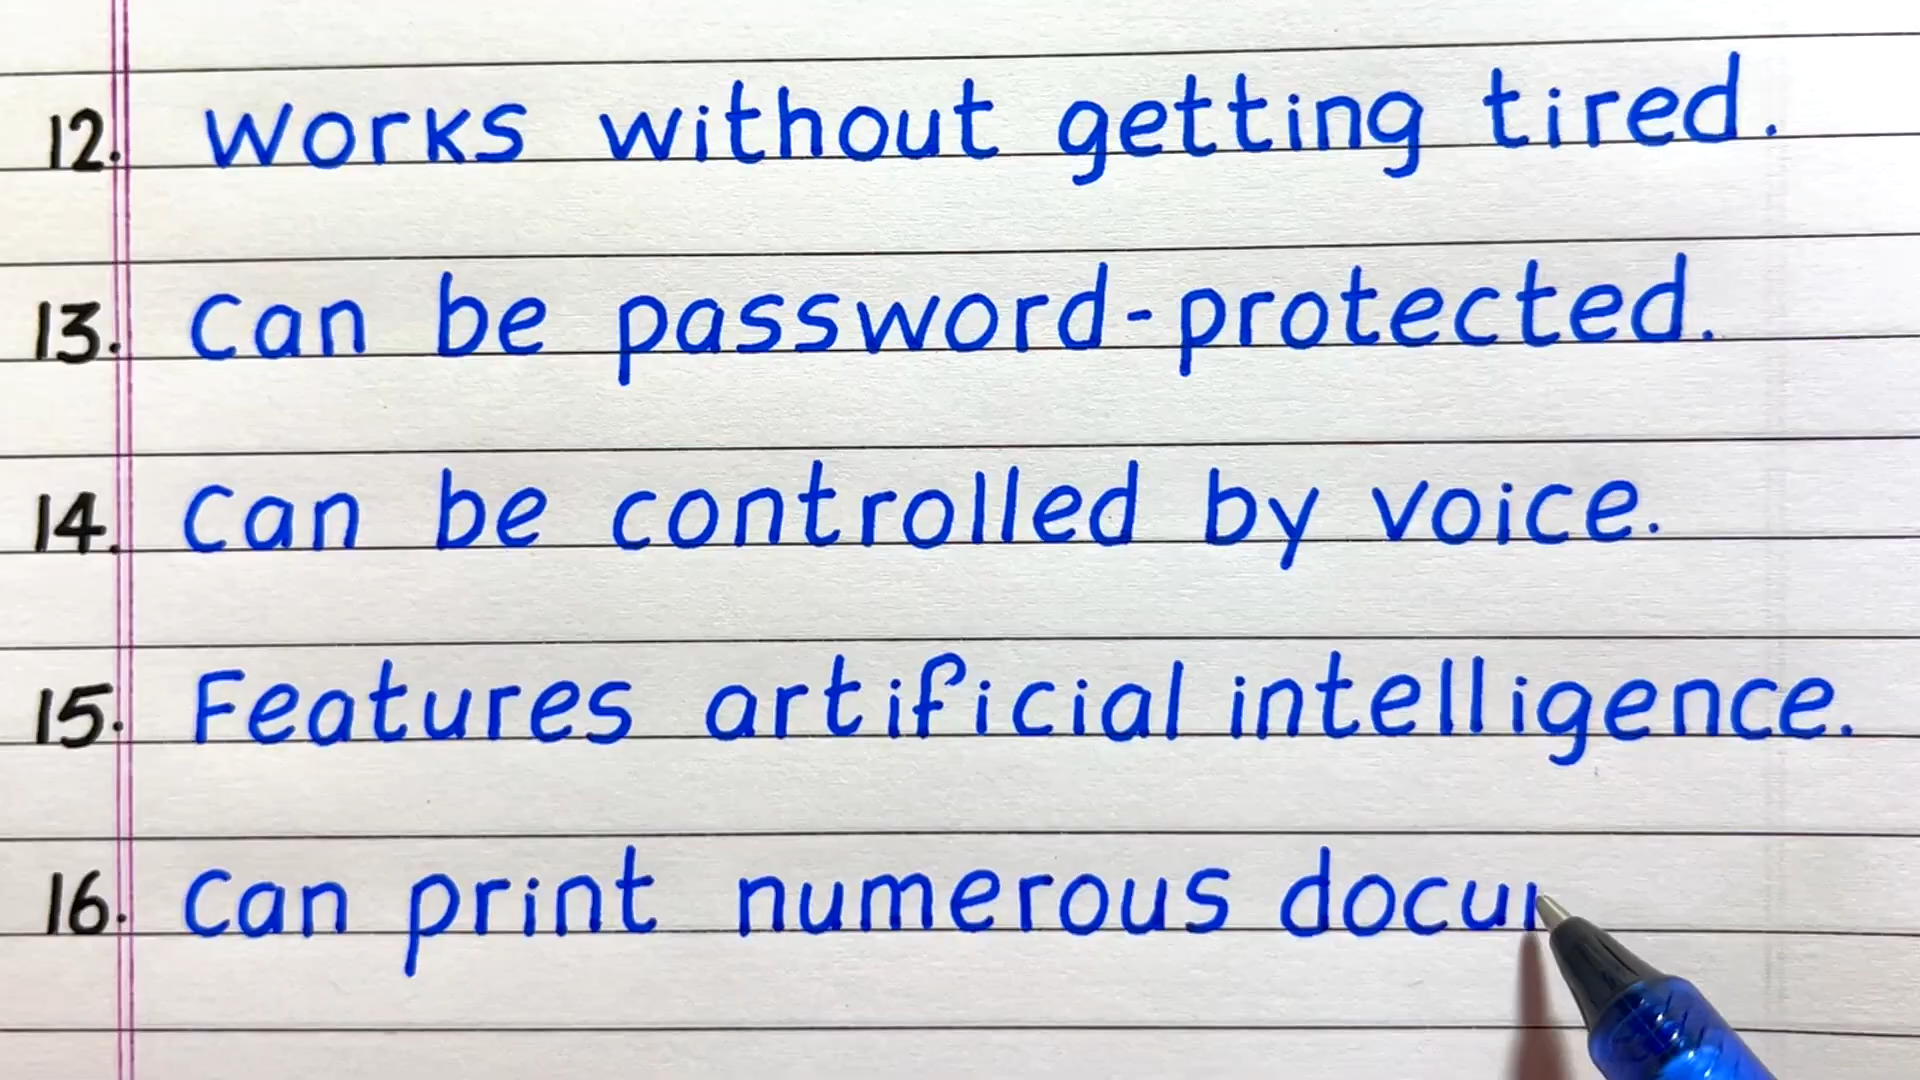 12. Works without getting tired.
13. Can be password-protected.
14. Can be controlled by voice.
15. Features artificial intelligence.
16. Can print numerous